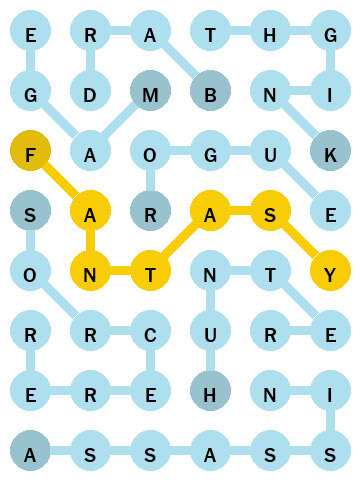 E R A T H G
G D M B N I
F A O G U K
S A R A S E
O N T N T Y
R R C U R E
E R E H N I
A S S A S S